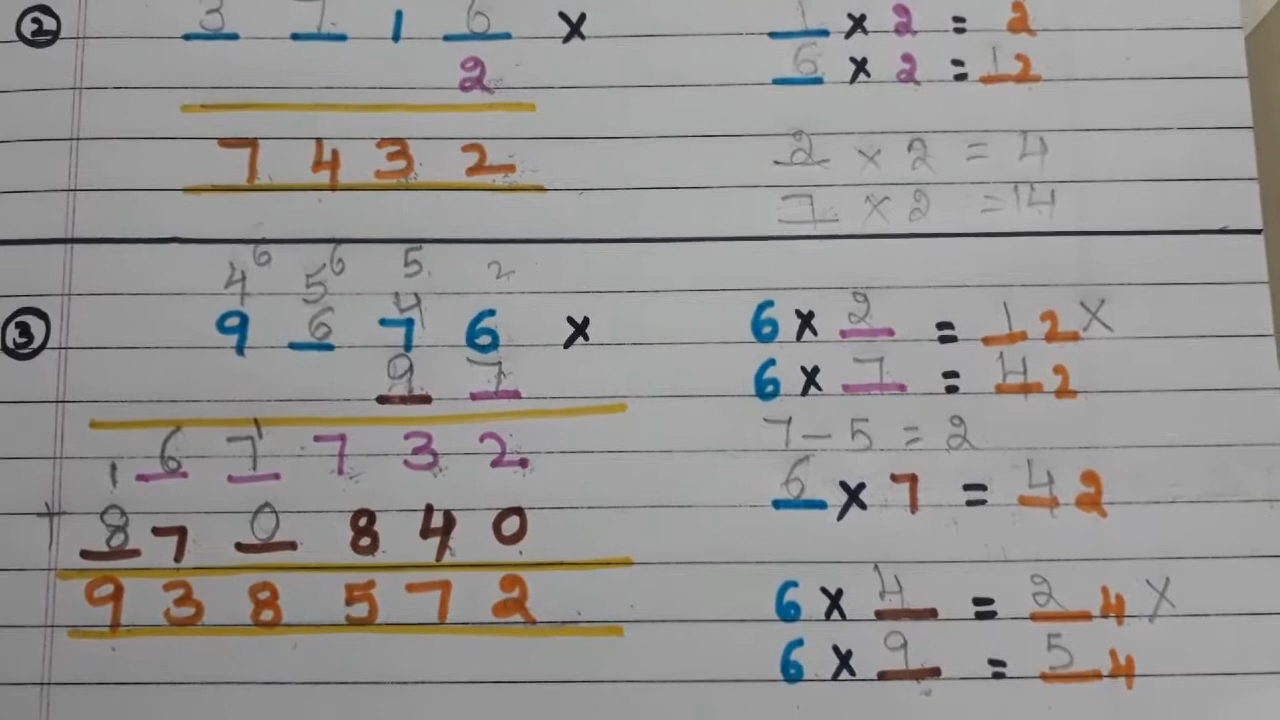 ② 3 7 1 6 × 1 × 2 = 2
2 6 × 2 = 12
7 4 3 2 2 × 2 = 4
7 × 2 = 14
4 6 5 6 5 2
③ 9 6 7 4 6 × 6 × 2 = 12 ×
9 7 6 × 7 = 42
1 6 7 1 7 3 2 7 - 5 = 2
6 × 7 = 42
+ 8 7 0 8 4 0
9 3 8 5 7 2 6 × 4 = 24 ×
6 × 9 = 54